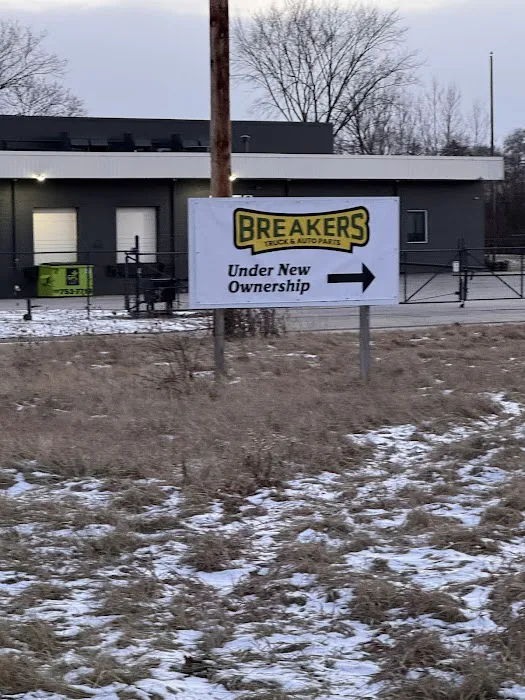 BREAKERS
TRUCK & AUTO PARTS
Under New
Ownership